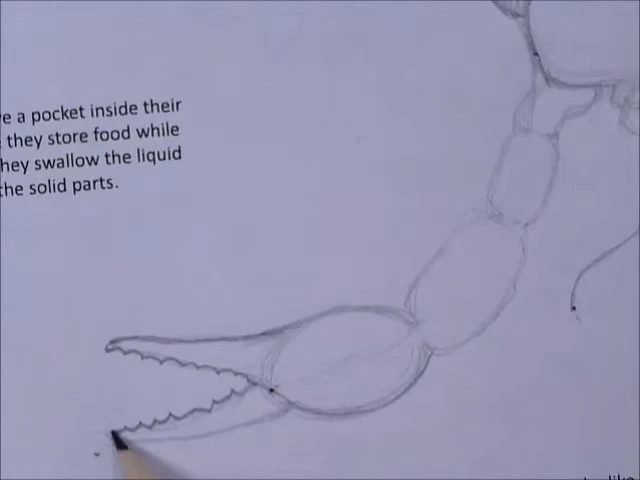 a pocket inside their
they store food while
hey swallow the liquid
the solid parts.